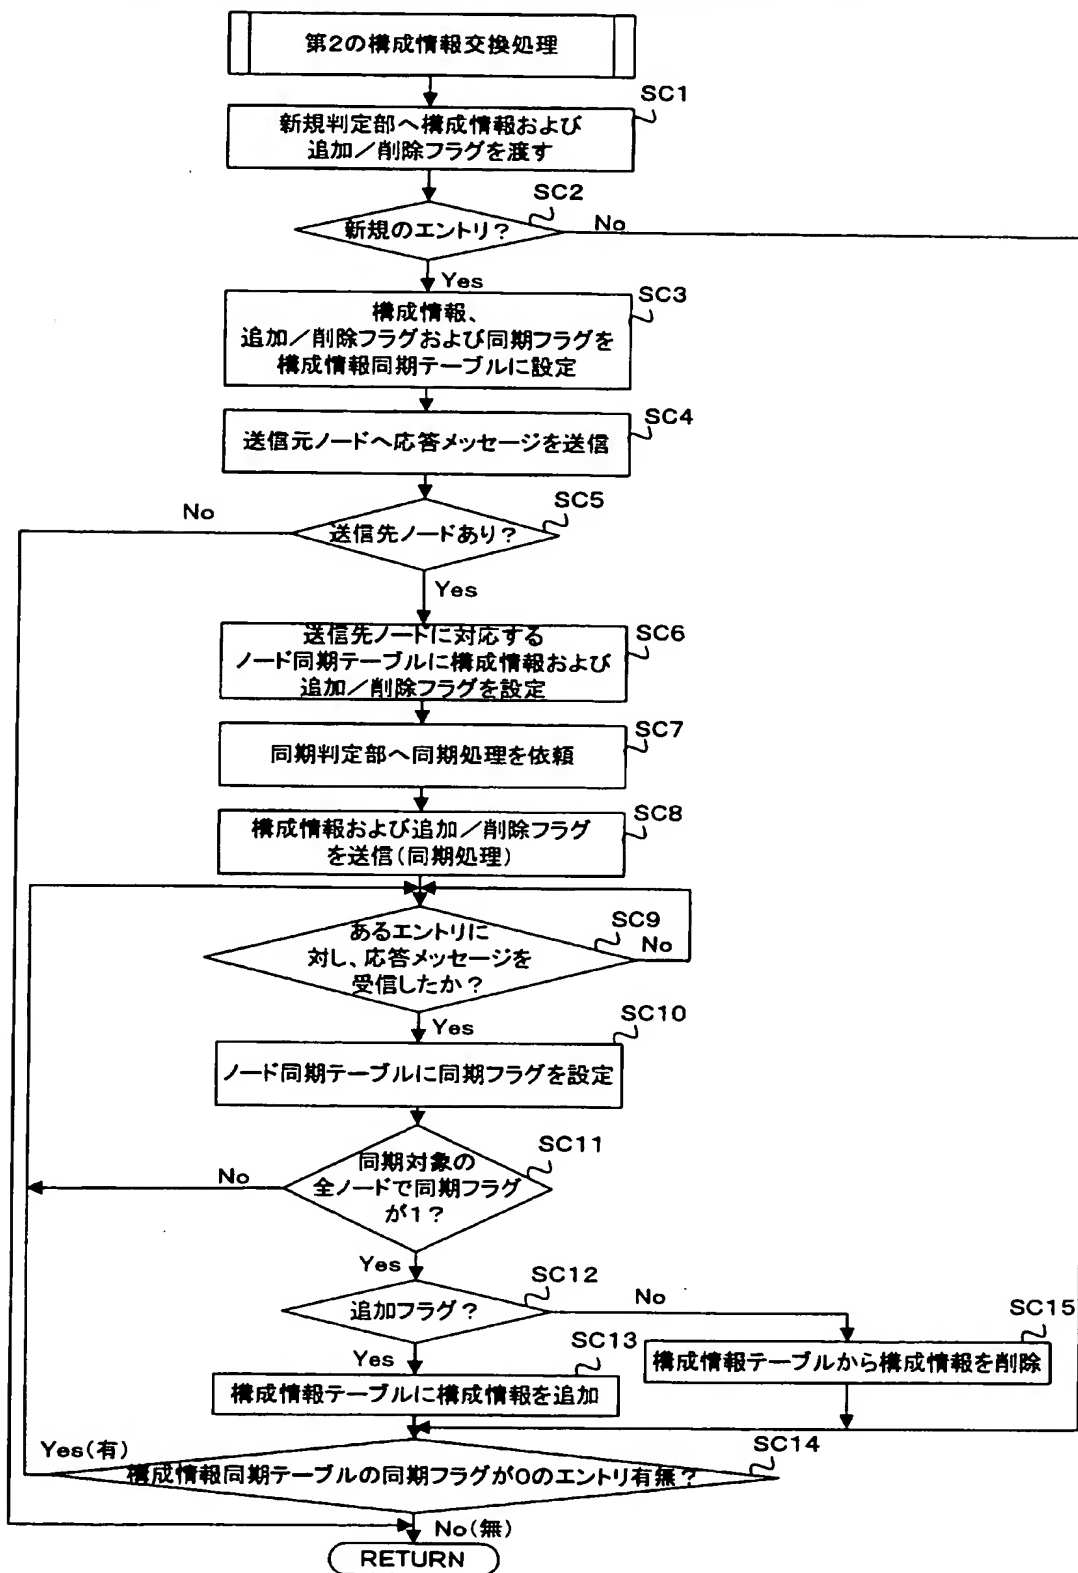 第2の構成情報交換処理
SC1
新規判定部へ構成情報および
追加／削除フラグを渡す
SC2
新規のエントリ？
No
Yes
SC3
構成情報、
追加／削除フラグおよび同期フラグを
構成情報同期テーブルに設定
SC4
送信元ノードへ応答メッセージを送信
SC5
No
送信先ノードあり？
Yes
SC6
送信先ノードに対応する
ノード同期テーブルに構成情報および
追加／削除フラグを設定
SC7
同期判定部へ同期処理を依頼
SC8
構成情報および追加／削除フラグ
を送信(同期処理)
SC9
あるエントリに
対し、応答メッセージを
受信したか？
No
Yes
SC10
ノード同期テーブルに同期フラグを設定
SC11
同期対象の
全ノードで同期フラグ
が1？
No
Yes
SC12
追加フラグ？
No
SC15
Yes
SC13
構成情報テーブルから構成情報を削除
構成情報テーブルに構成情報を追加
Yes(有)
SC14
構成情報同期テーブルの同期フラグが0のエントリ有無？
No(無)
RETURN